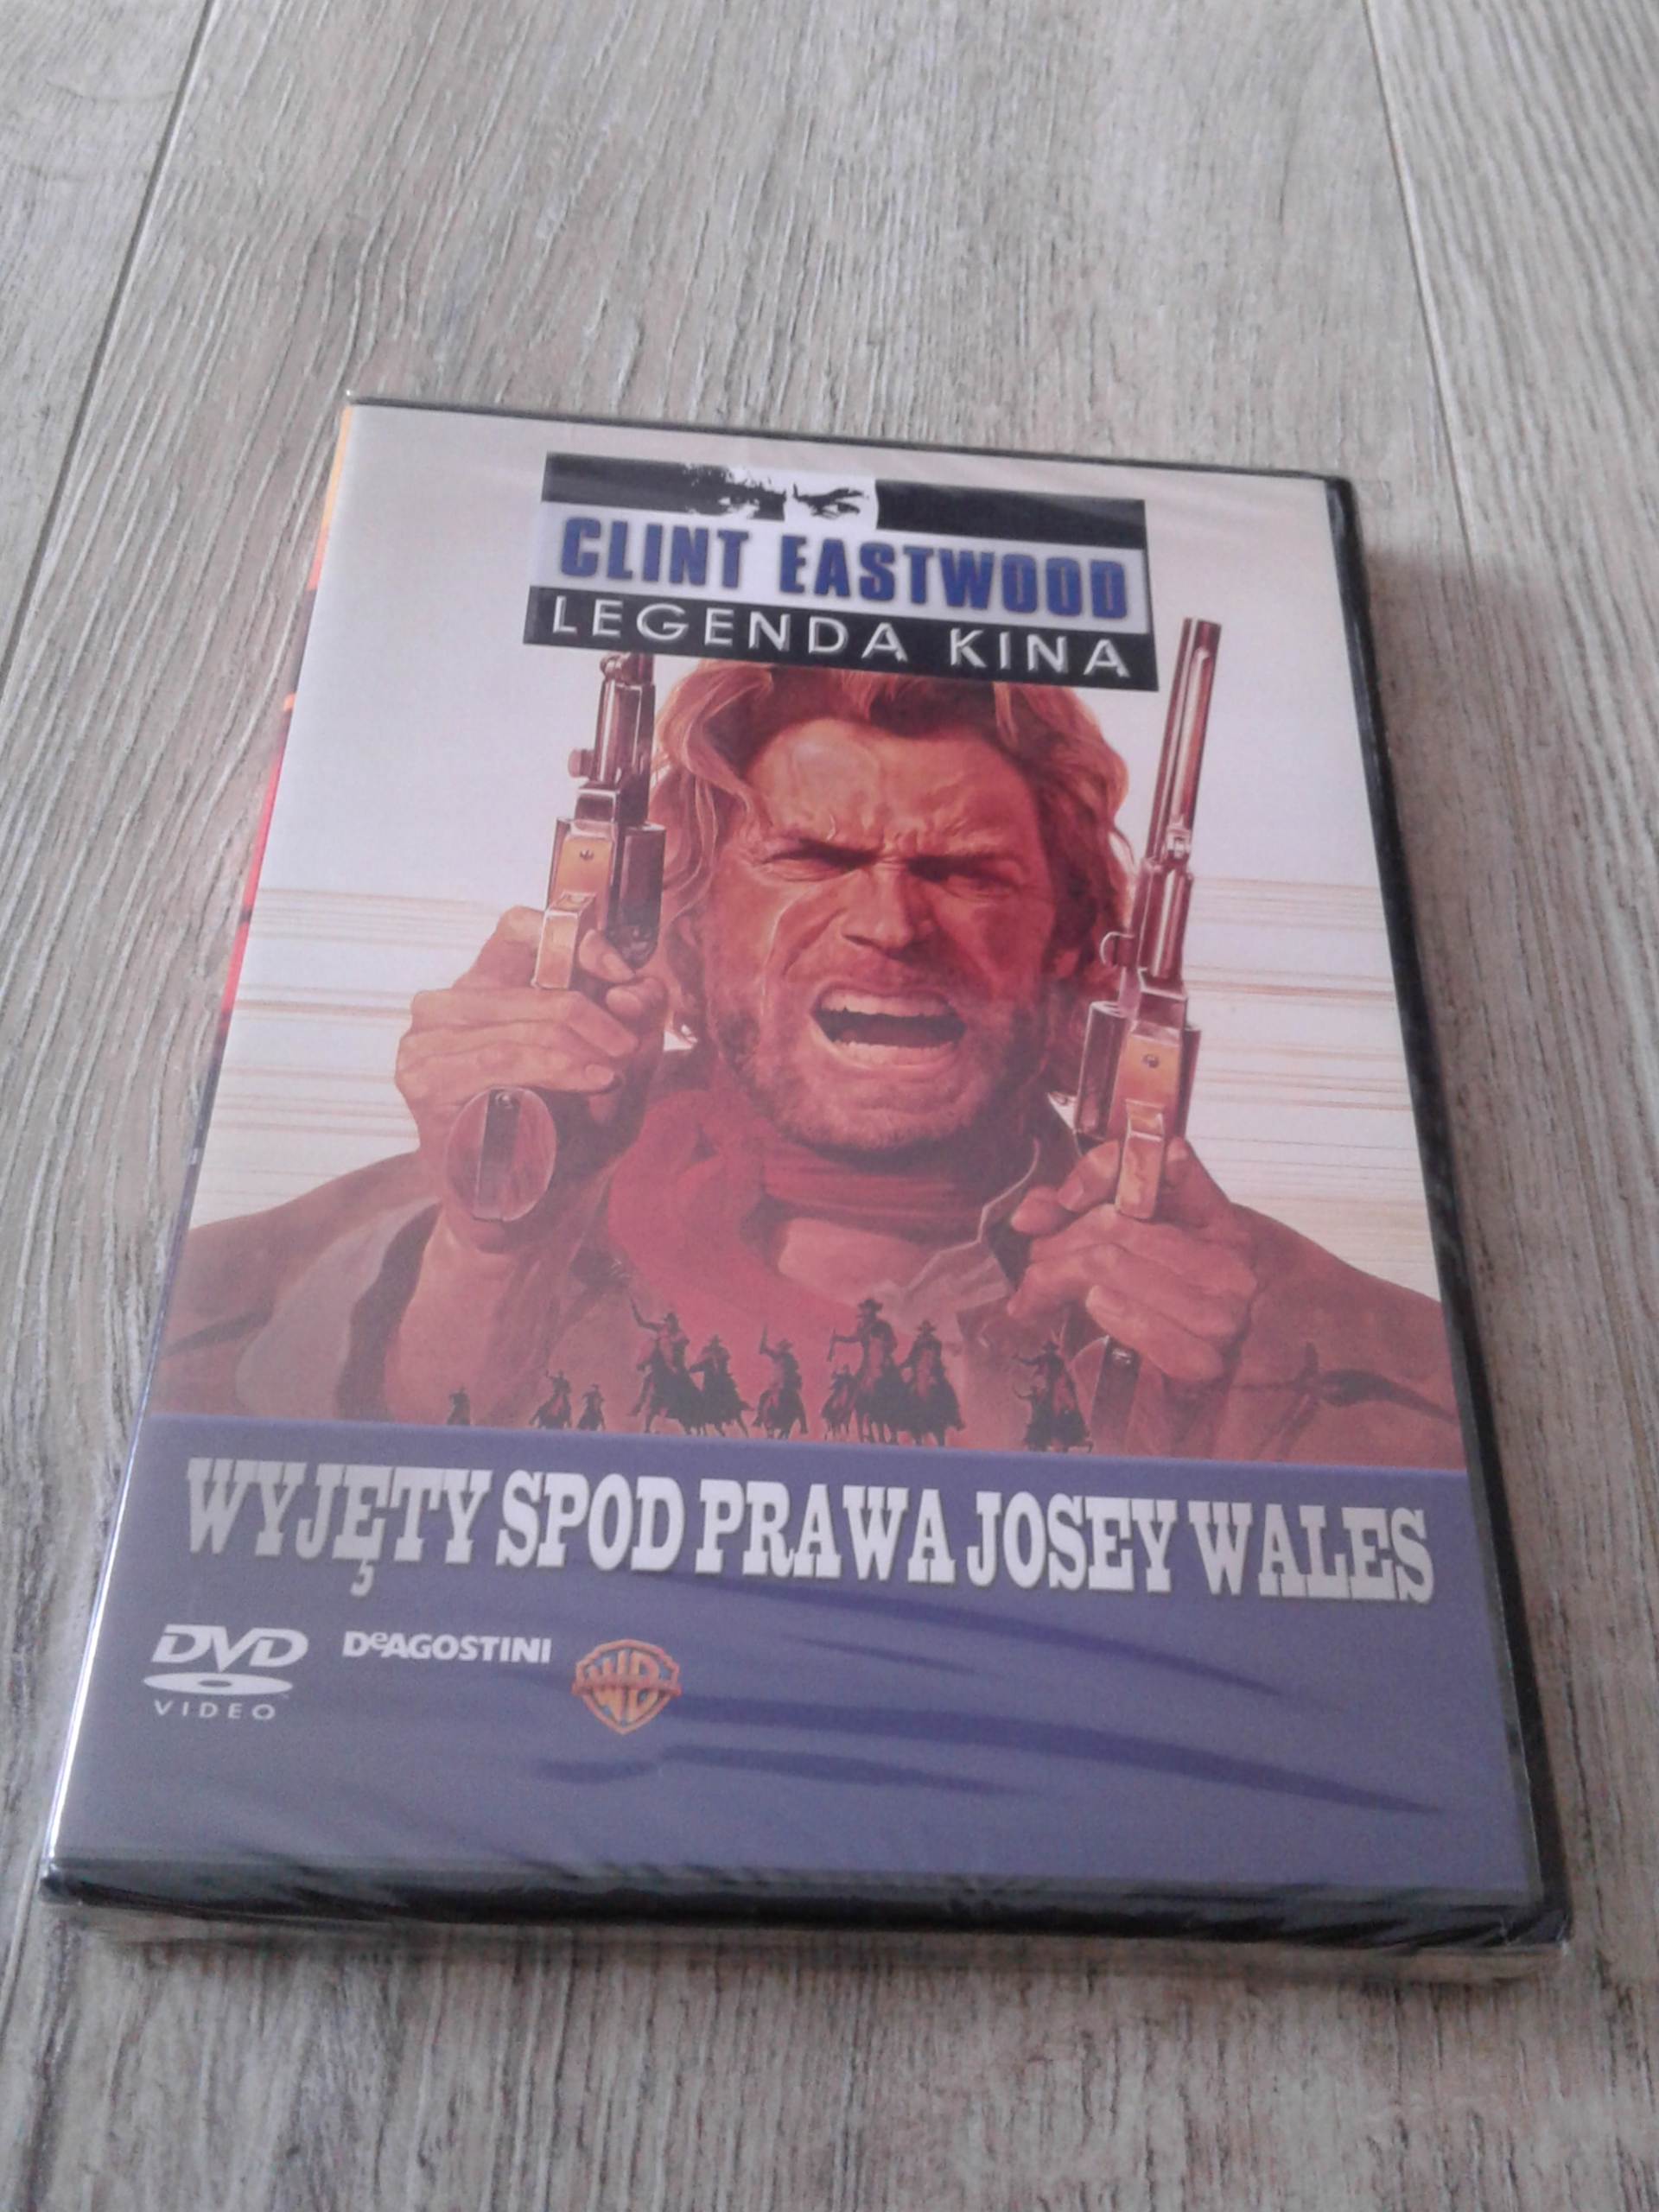 CLINT EASTWOOD
LEGENDA KINA
WYJĘTY SPOD PRAWA JOSEY WALES
DVD
VIDEO
DeAGOSTINI
WB